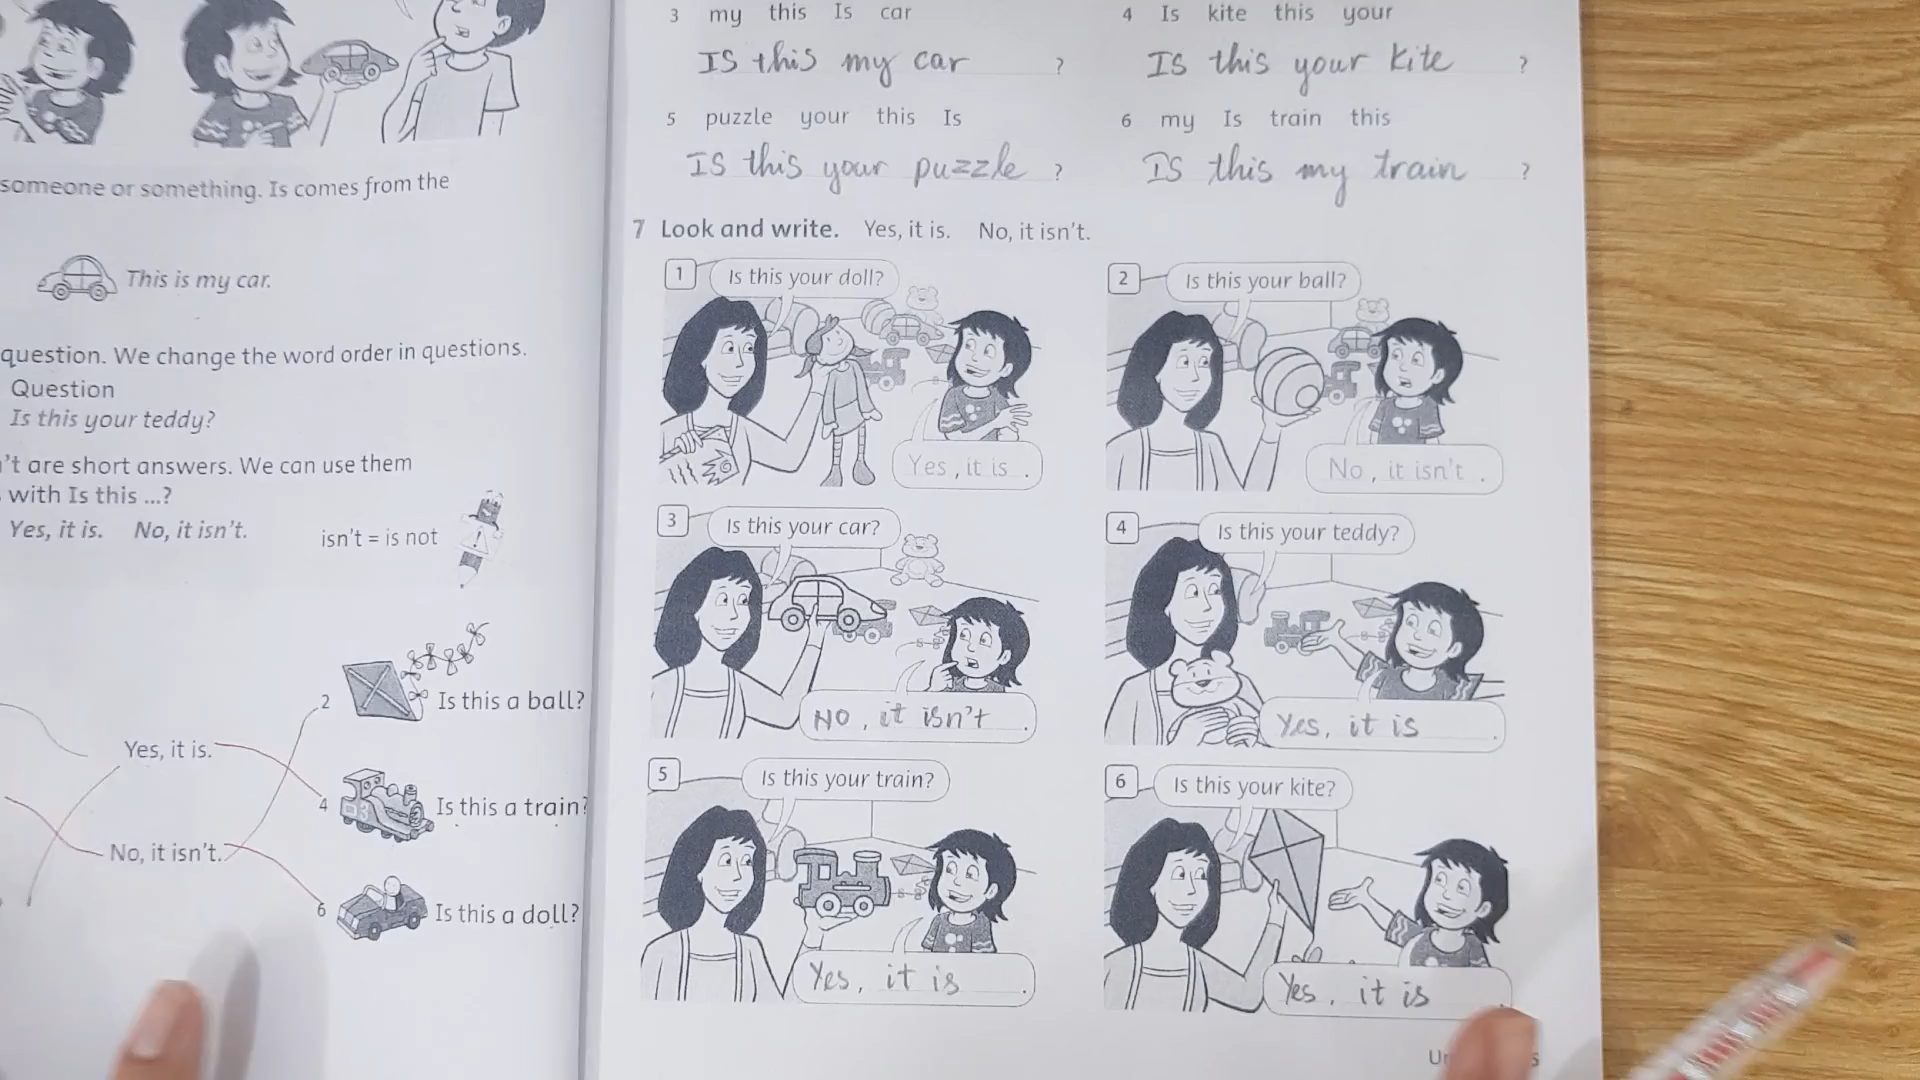 someone or something. Is comes from the
This is my car.
question. We change the word order in questions.
Question
Is this your teddy?
't are short answers. We can use them
with Is this ...?
Yes, it is. No, it isn't.
isn't = is not
Yes, it is.
No, it isn't.
2 Is this a ball?
4 Is this a train?
6 Is this a doll?
3 my this Is car
Is this my car ?
4 Is kite this your
Is this your kite ?
5 puzzle your this Is
Is this your puzzle ?
6 my Is train this
Is this my train ?
7 Look and write. Yes, it is. No, it isn't.
1 Is this your doll?
Yes, it is .
2 Is this your ball?
No, it isn't .
3 Is this your car?
No, it isn't .
4 Is this your teddy?
Yes, it is .
5 Is this your train?
Yes, it is .
6 Is this your kite?
Yes, it is .